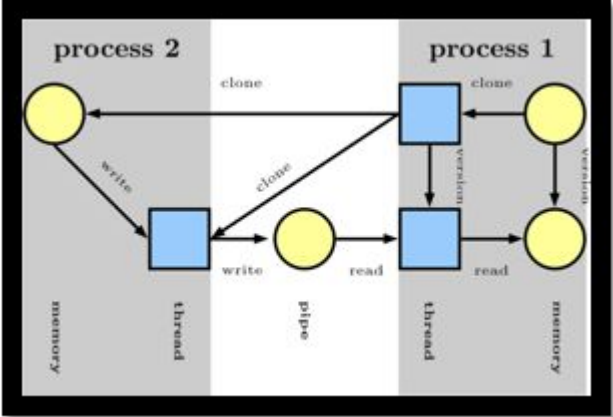 process 2
process 1
clone
clone
write
clone
version
version
write
read
read
memory
thread
pipe
thread
memory